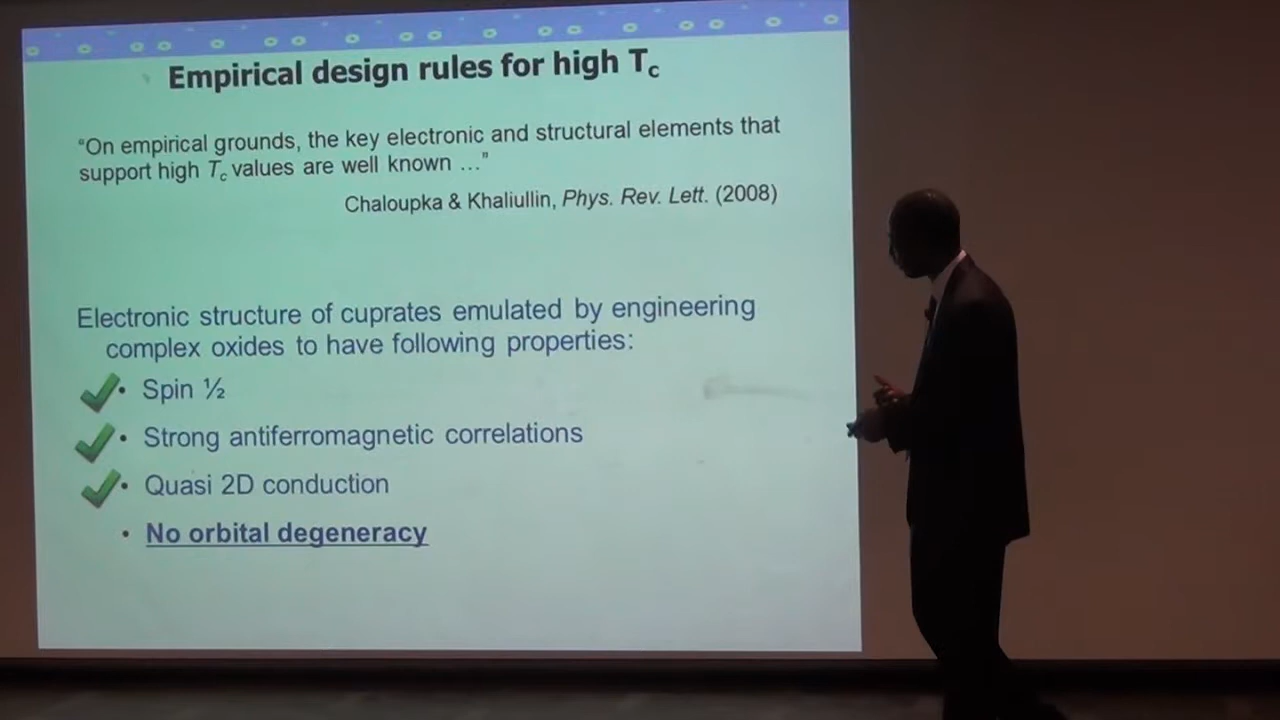 Empirical design rules for high Tc
“On empirical grounds, the key electronic and structural elements that
support high Tc values are well known …”
Chaloupka & Khaliullin, Phys. Rev. Lett. (2008)
Electronic structure of cuprates emulated by engineering
complex oxides to have following properties:
• Spin ½
• Strong antiferromagnetic correlations
• Quasi 2D conduction
• No orbital degeneracy